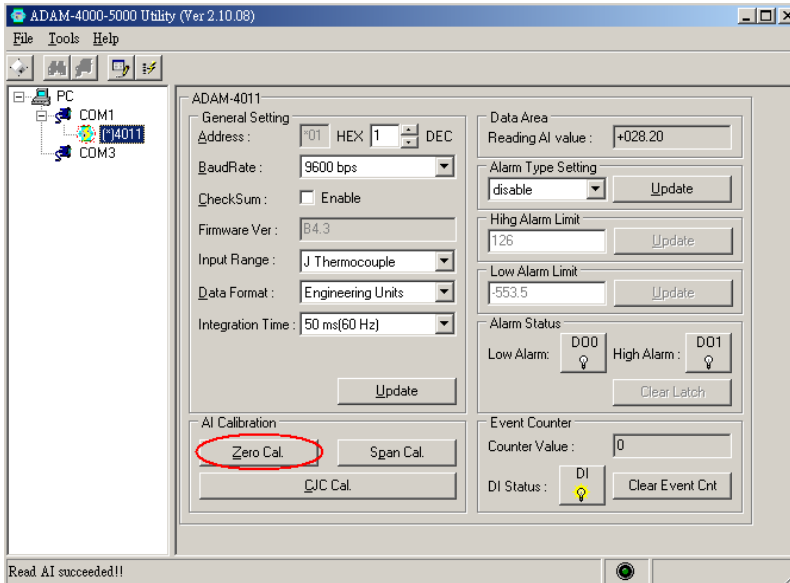 ADAM-4000-5000 Utility (Ver 2.10.08)
File Tools Help
PC
COM1
(*)4011
COM3
ADAM-4011
General Setting
Address : *01 HEX 1 DEC
BaudRate : 9600 bps
CheckSum : Enable
Firmware Ver : B4.3
Input Range : J Thermocouple
Data Format : Engineering Units
Integration Time : 50 ms(60 Hz)
Update
AI Calibration
Zero Cal. Span Cal.
CJC Cal.
Data Area
Reading AI value : +028.20
Alarm Type Setting
disable Update
Hihg Alarm Limit
126 Update
Low Alarm Limit
-553.5 Update
Alarm Status
Low Alarm: DO0 High Alarm : DO1
Clear Latch
Event Counter
Counter Value : 0
DI Status : DI Clear Event Cnt
Read AI succeeded!!